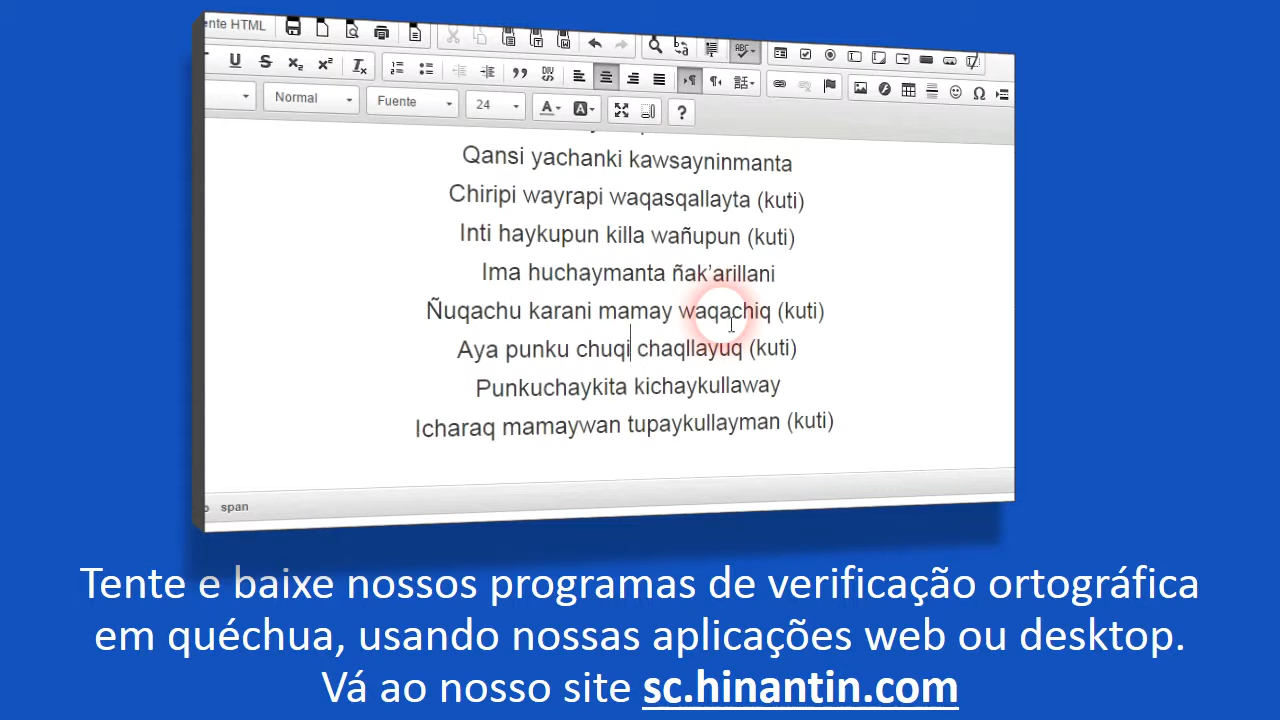 ente HTML
Normal
Fuente
24
Qansi yachanki kawsayninmanta
Chiripi wayrapi waqasqallayta (kuti)
Inti haykupun killa wañupun (kuti)
Ima huchaymanta ñak'arillani
Ñuqachu karani mamay waqachiq (kuti)
Aya punku chuqi chaqllayuq (kuti)
Punkuchaykita kichaykullaway
Icharaq mamaywan tupaykullayman (kuti)
span
Tente e baixe nossos programas de verificação ortográfica
em quéchua, usando nossas aplicações web ou desktop.
Vá ao nosso site sc.hinantin.com